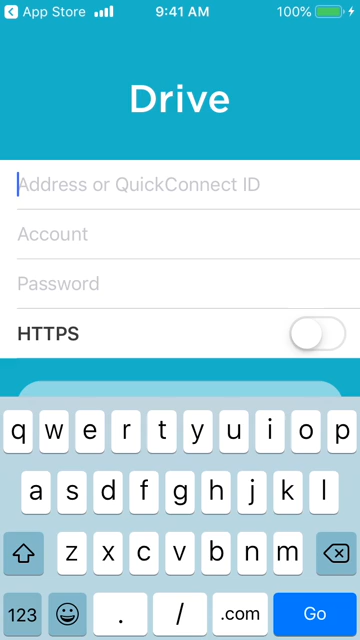 App Store 9:41 AM 100%
Drive
Address or QuickConnect ID
Account
Password
HTTPS
q w e r t y u i o p
a s d f g h j k l
z x c v b n m
123 . / .com Go